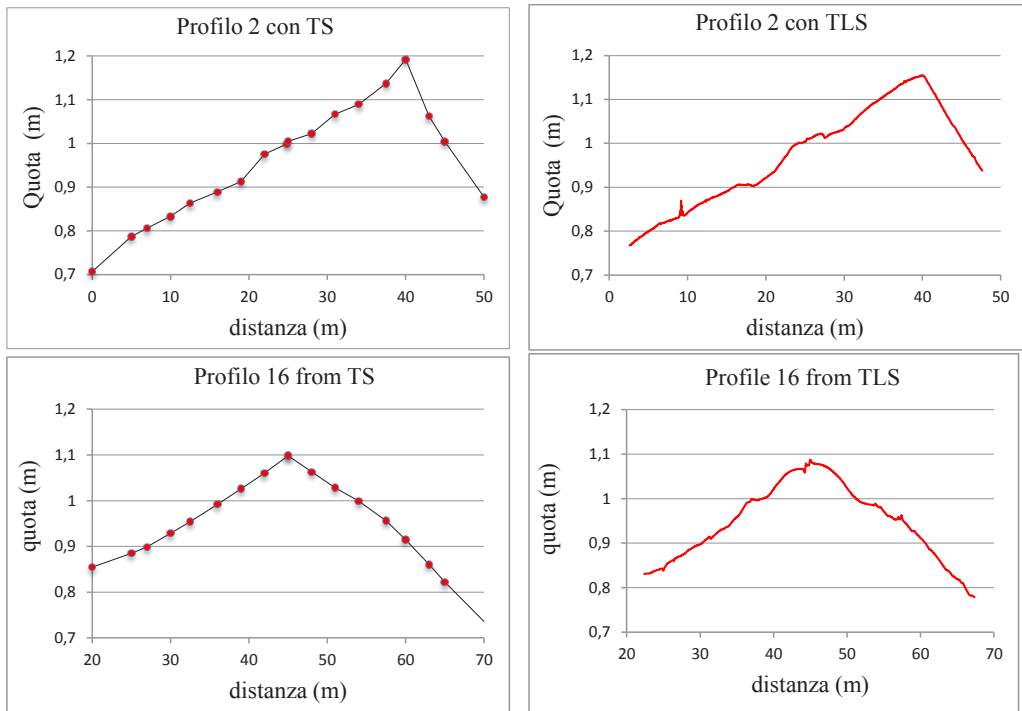 Profilo 2 con TS
1,2
1,1
1
0,9
0,8
0,7
Quota (m)
0 10 20 30 40 50
distanza (m)
Profilo 2 con TLS
1,2
1,1
1
0,9
0,8
0,7
Quota (m)
0 10 20 30 40 50
distanza (m)
Profilo 16 from TS
1,2
1,1
1
0,9
0,8
0,7
quota (m)
20 30 40 50 60 70
distanza (m)
Profile 16 from TLS
1,2
1,1
1
0,9
0,8
0,7
quota (m)
20 30 40 50 60 70
distanza (m)